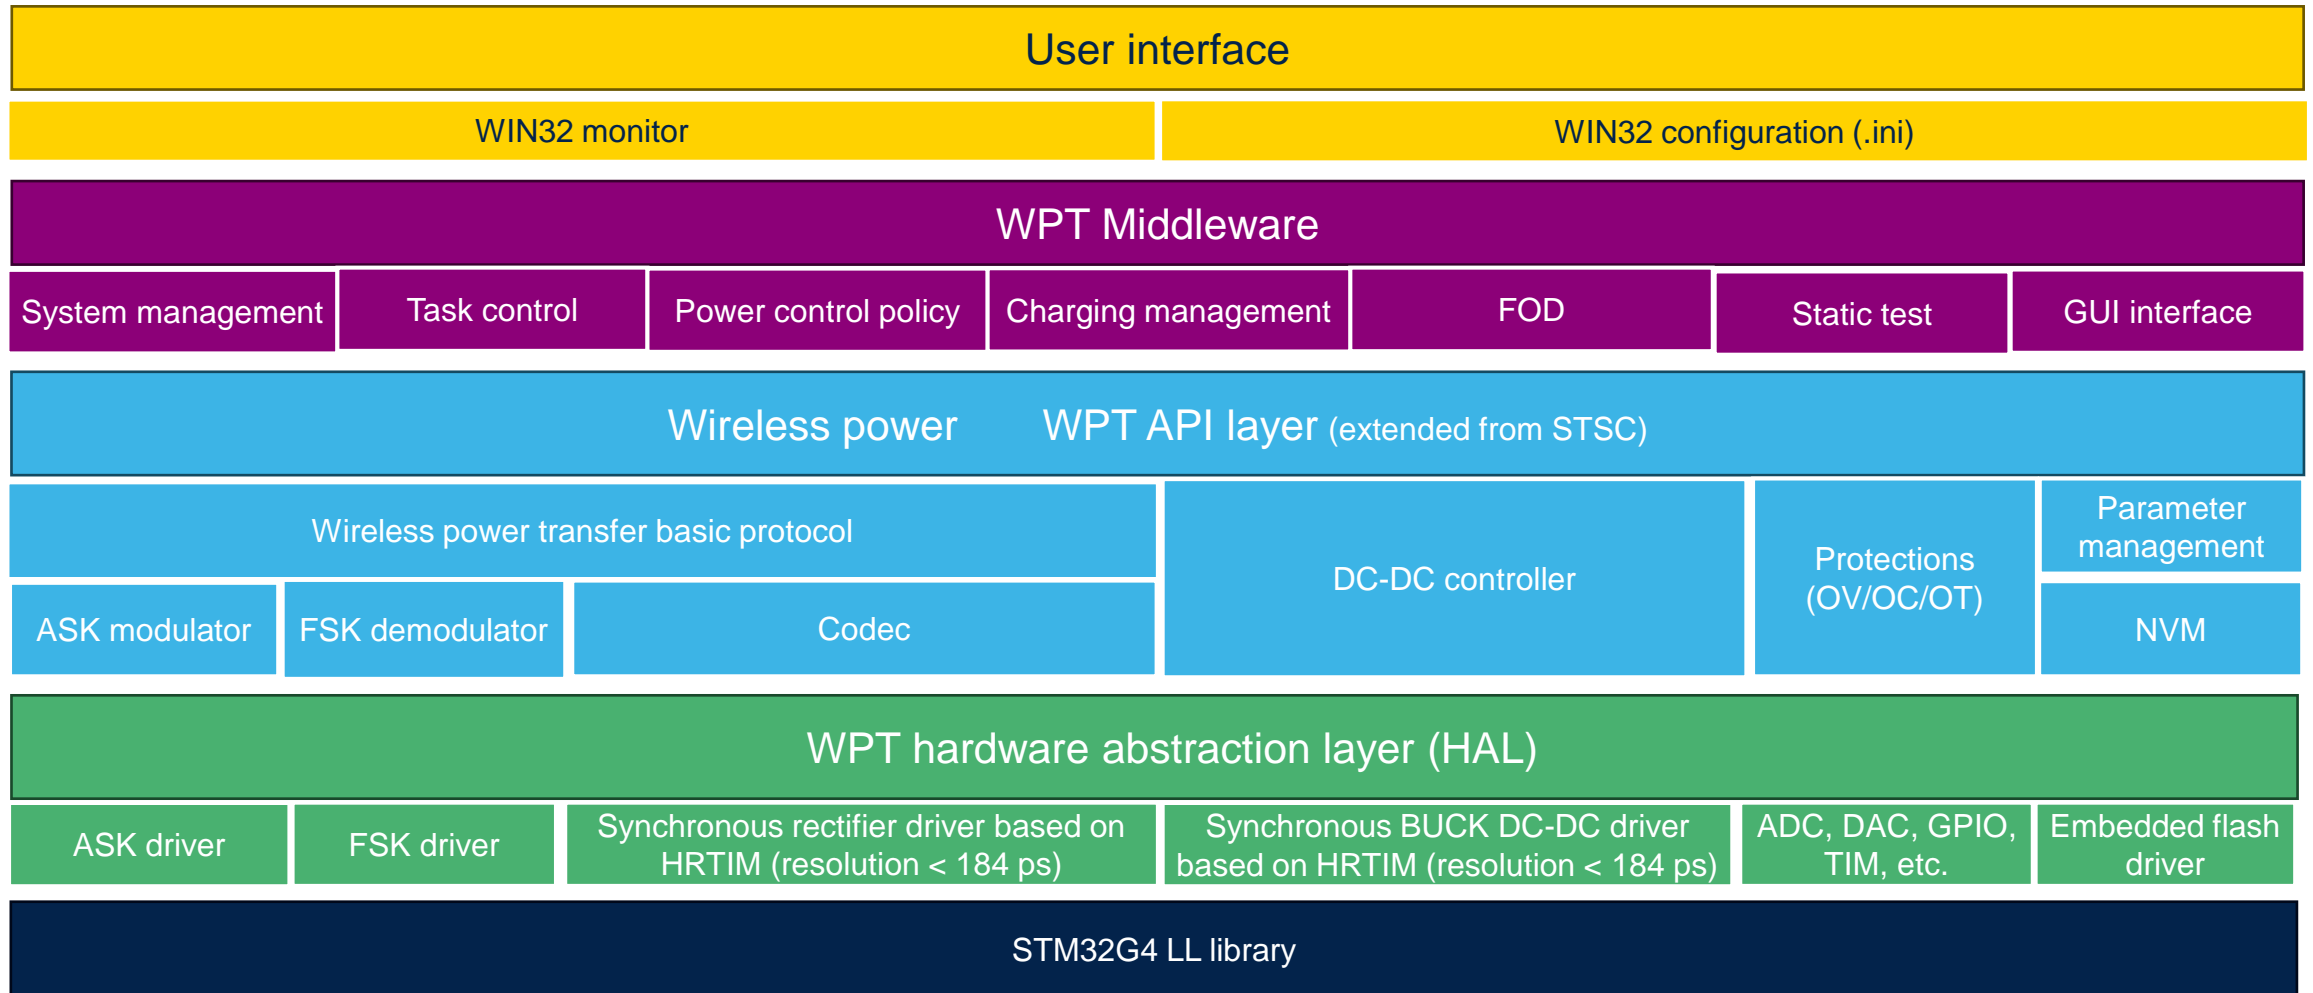 User interface
WIN32 monitor
WIN32 configuration (.ini)
WPT Middleware
System management
Task control
Power control policy
Charging management
FOD
Static test
GUI interface
Wireless power WPT API layer (extended from STSC)
Wireless power transfer basic protocol
DC-DC controller
Protections
(OV/OC/OT)
Parameter
management
ASK modulator
FSK demodulator
Codec
NVM
WPT hardware abstraction layer (HAL)
ASK driver
FSK driver
Synchronous rectifier driver based on
HRTIM (resolution < 184 ps)
Synchronous BUCK DC-DC driver
based on HRTIM (resolution < 184 ps)
ADC, DAC, GPIO,
TIM, etc.
Embedded flash
driver
STM32G4 LL library